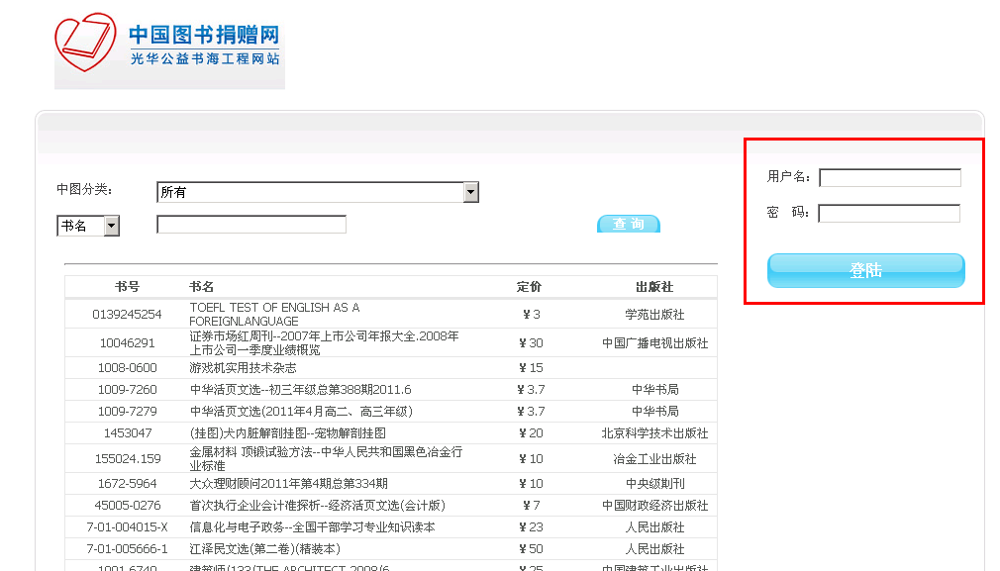 中国图书捐赠网
光华公益书海工程网站
中图分类: 所有
书名 查 询
用户名:
密 码:
登陆
书号 书名 定价 出版社
0139245254 TOEFL TEST OF ENGLISH AS A FOREIGNLANGUAGE ¥ 3 学苑出版社
10046291 证券市场红周刊--2007年上市公司年报大全.2008年上市公司一季度业绩概览 ¥ 30 中国广播电视出版社
1008-0600 游戏机实用技术杂志 ¥ 15
1009-7260 中华活页文选--初三年级总第388期2011.6 ¥ 3.7 中华书局
1009-7279 中华活页文选(2011年4月高二、高三年级) ¥ 3.7 中华书局
1453047 (挂图)犬内脏解剖挂图--宠物解剖挂图 ¥ 20 北京科学技术出版社
155024.159 金属材料 顶锻试验方法--中华人民共和国黑色冶金行业标准 ¥ 10 冶金工业出版社
1672-5964 大众理财顾问2011年第4期总第334期 ¥ 10 中央级期刊
45005-0276 首次执行企业会计准探析--经济活页文选(会计版) ¥ 7 中国财政经济出版社
7-01-004015-X 信息化与电子政务--全国干部学习专业知识读本 ¥ 23 人民出版社
7-01-005666-1 江泽民文选(第二卷)(精装本) ¥ 50 人民出版社
1001-6740 建筑师(133(THE ARCHITECT 2008/6 ¥ 25 中国建筑工业出版社